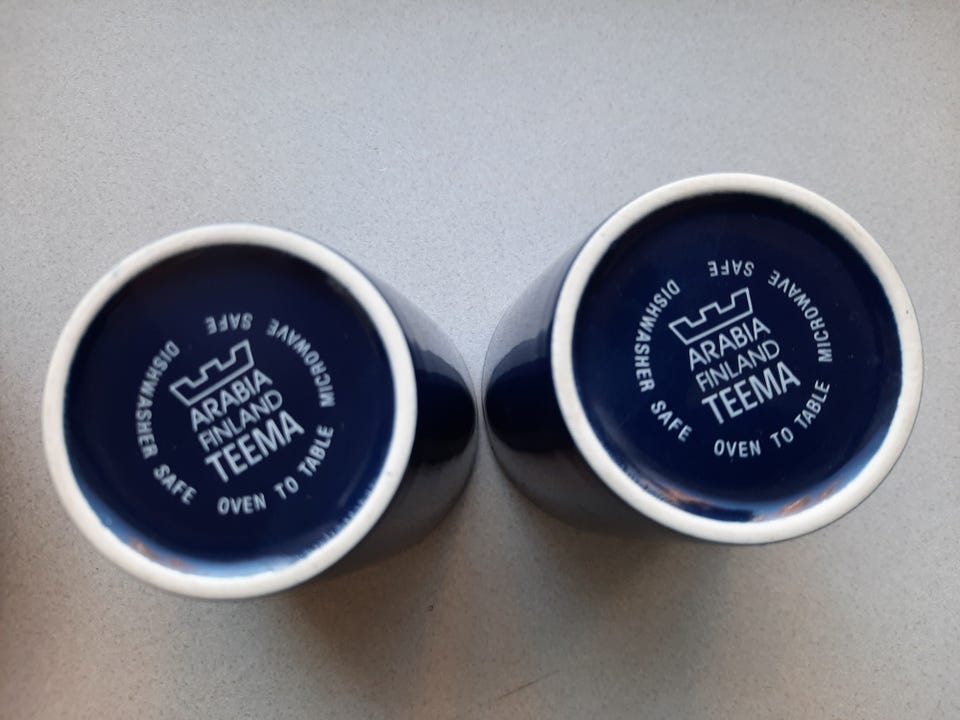 ARABIA
FINLAND
TEEMA
DISHWASHER SAFE
OVEN TO TABLE
MICROWAVE SAFE
ARABIA
FINLAND
TEEMA
DISHWASHER SAFE
OVEN TO TABLE
MICROWAVE SAFE